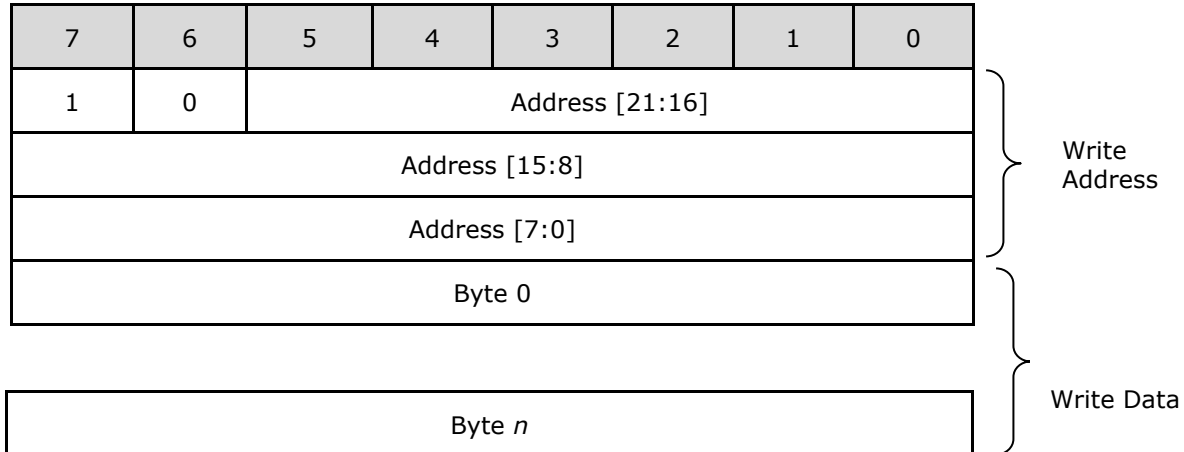 7 6 5 4 3 2 1 0
1 0 Address [21:16]
Address [15:8]
Write
Address
Address [7:0]
Byte 0
Write Data
Byte n